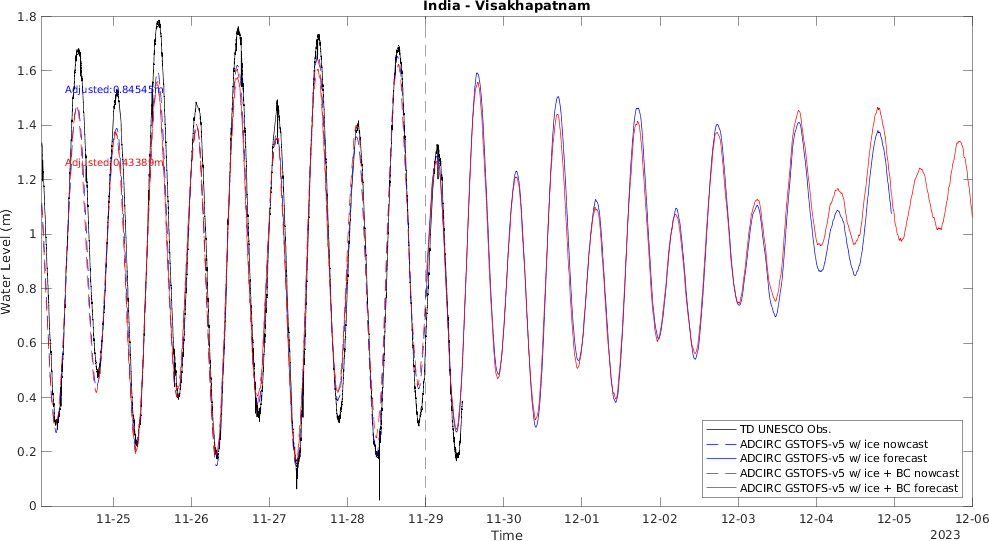 India - Visakhapatnam
1.8
1.6
1.4
1.2
1
0.8
0.6
0.4
0.2
0
Water Level (m)
Adjusted:0.84545m
Adjusted:0.43389m
TD UNESCO Obs.
ADCIRC GSTOFS-v5 w/ ice nowcast
ADCIRC GSTOFS-v5 w/ ice forecast
ADCIRC GSTOFS-v5 w/ ice + BC nowcast
ADCIRC GSTOFS-v5 w/ ice + BC forecast
11-25 11-26 11-27 11-28 11-29 11-30 12-01 12-02 12-03 12-04 12-05 12-06
Time
2023